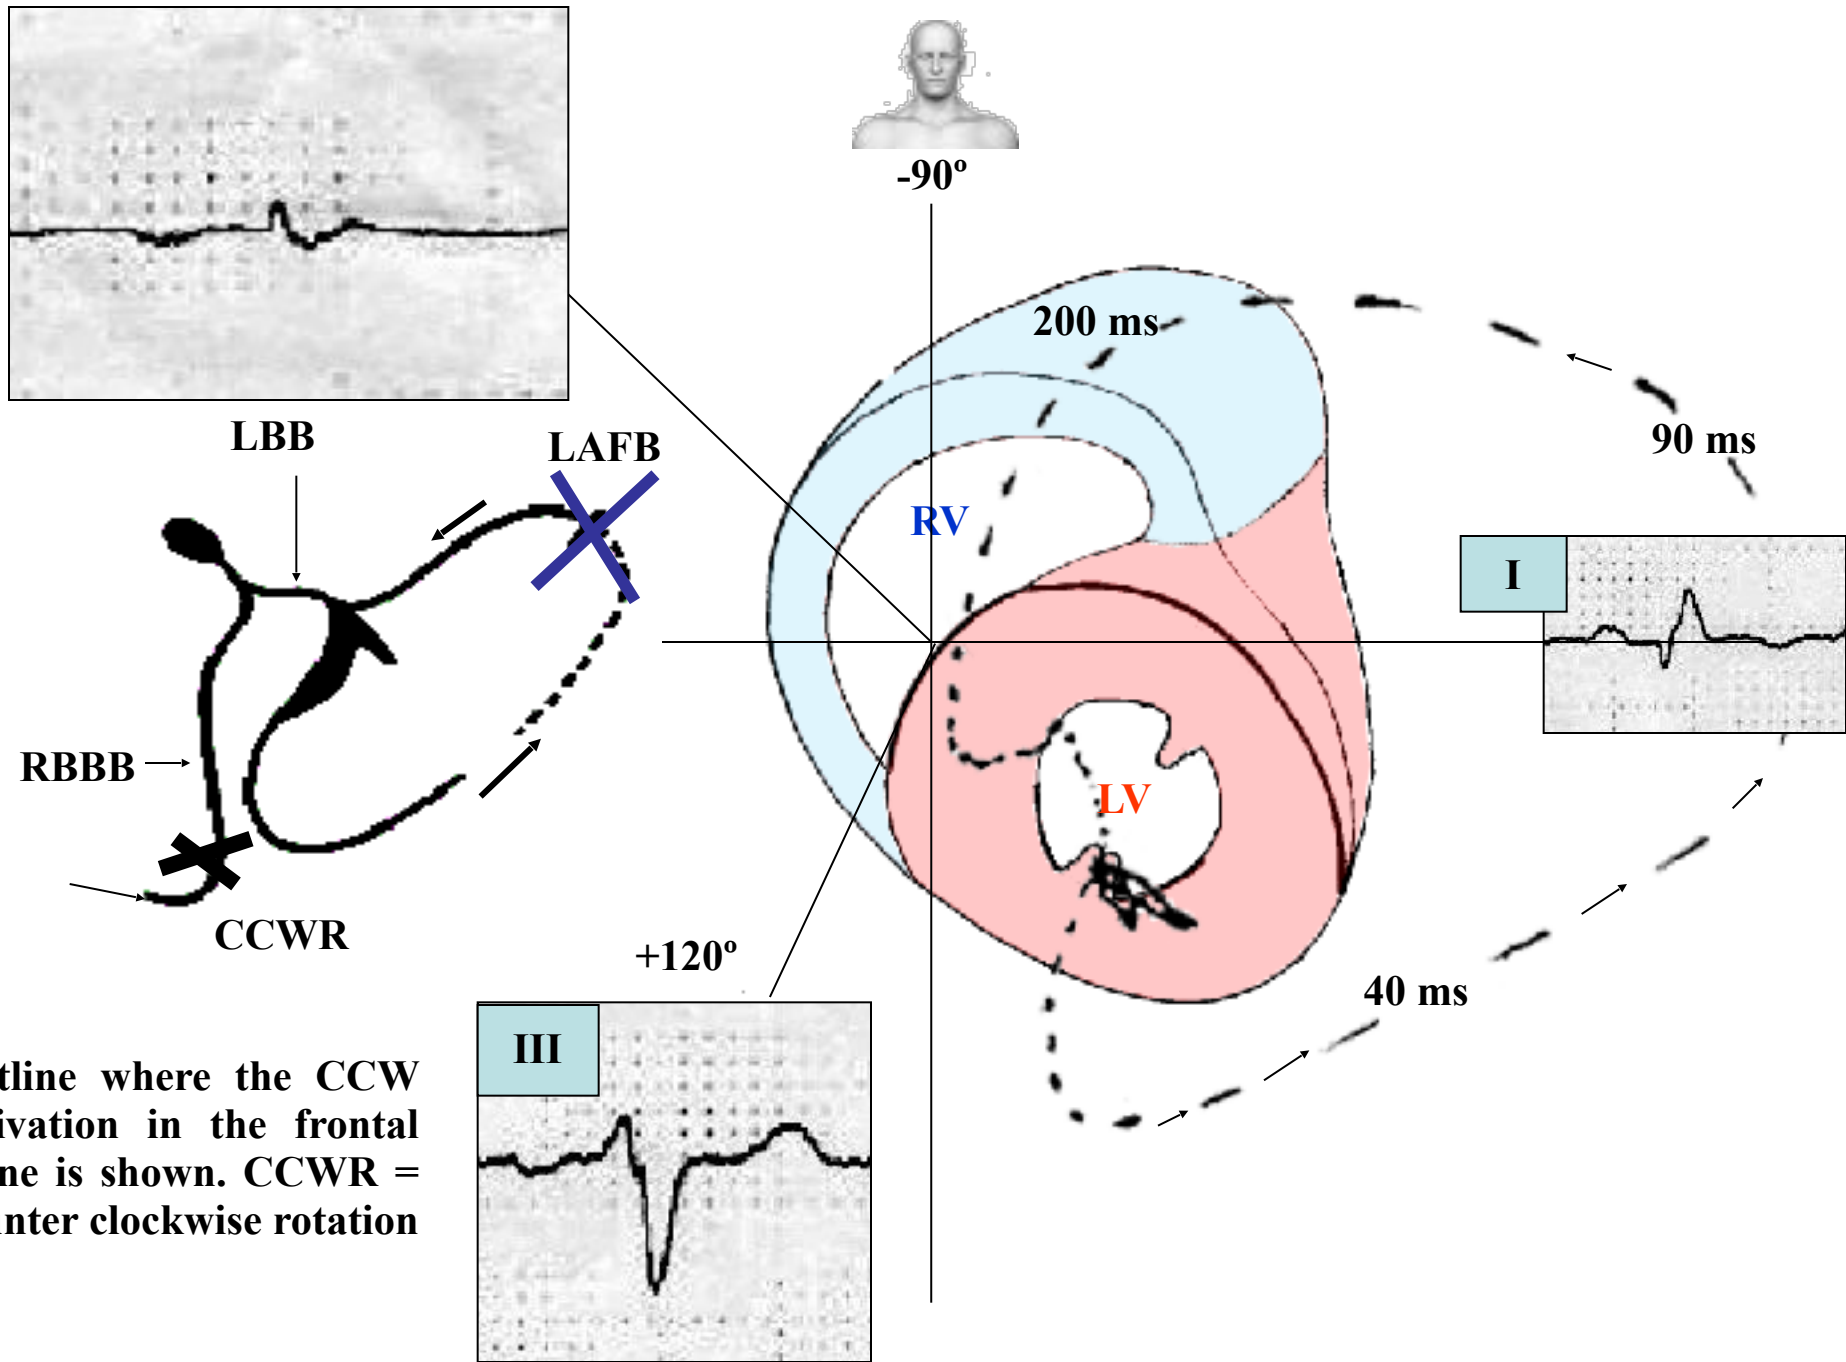 -90º
200 ms
90 ms
LBB
LAFB
RV
I
RBBB
LV
CCWR
+120º
40 ms
III
tline where the CCW
ivation in the frontal
ne is shown. CCWR =
nter clockwise rotation